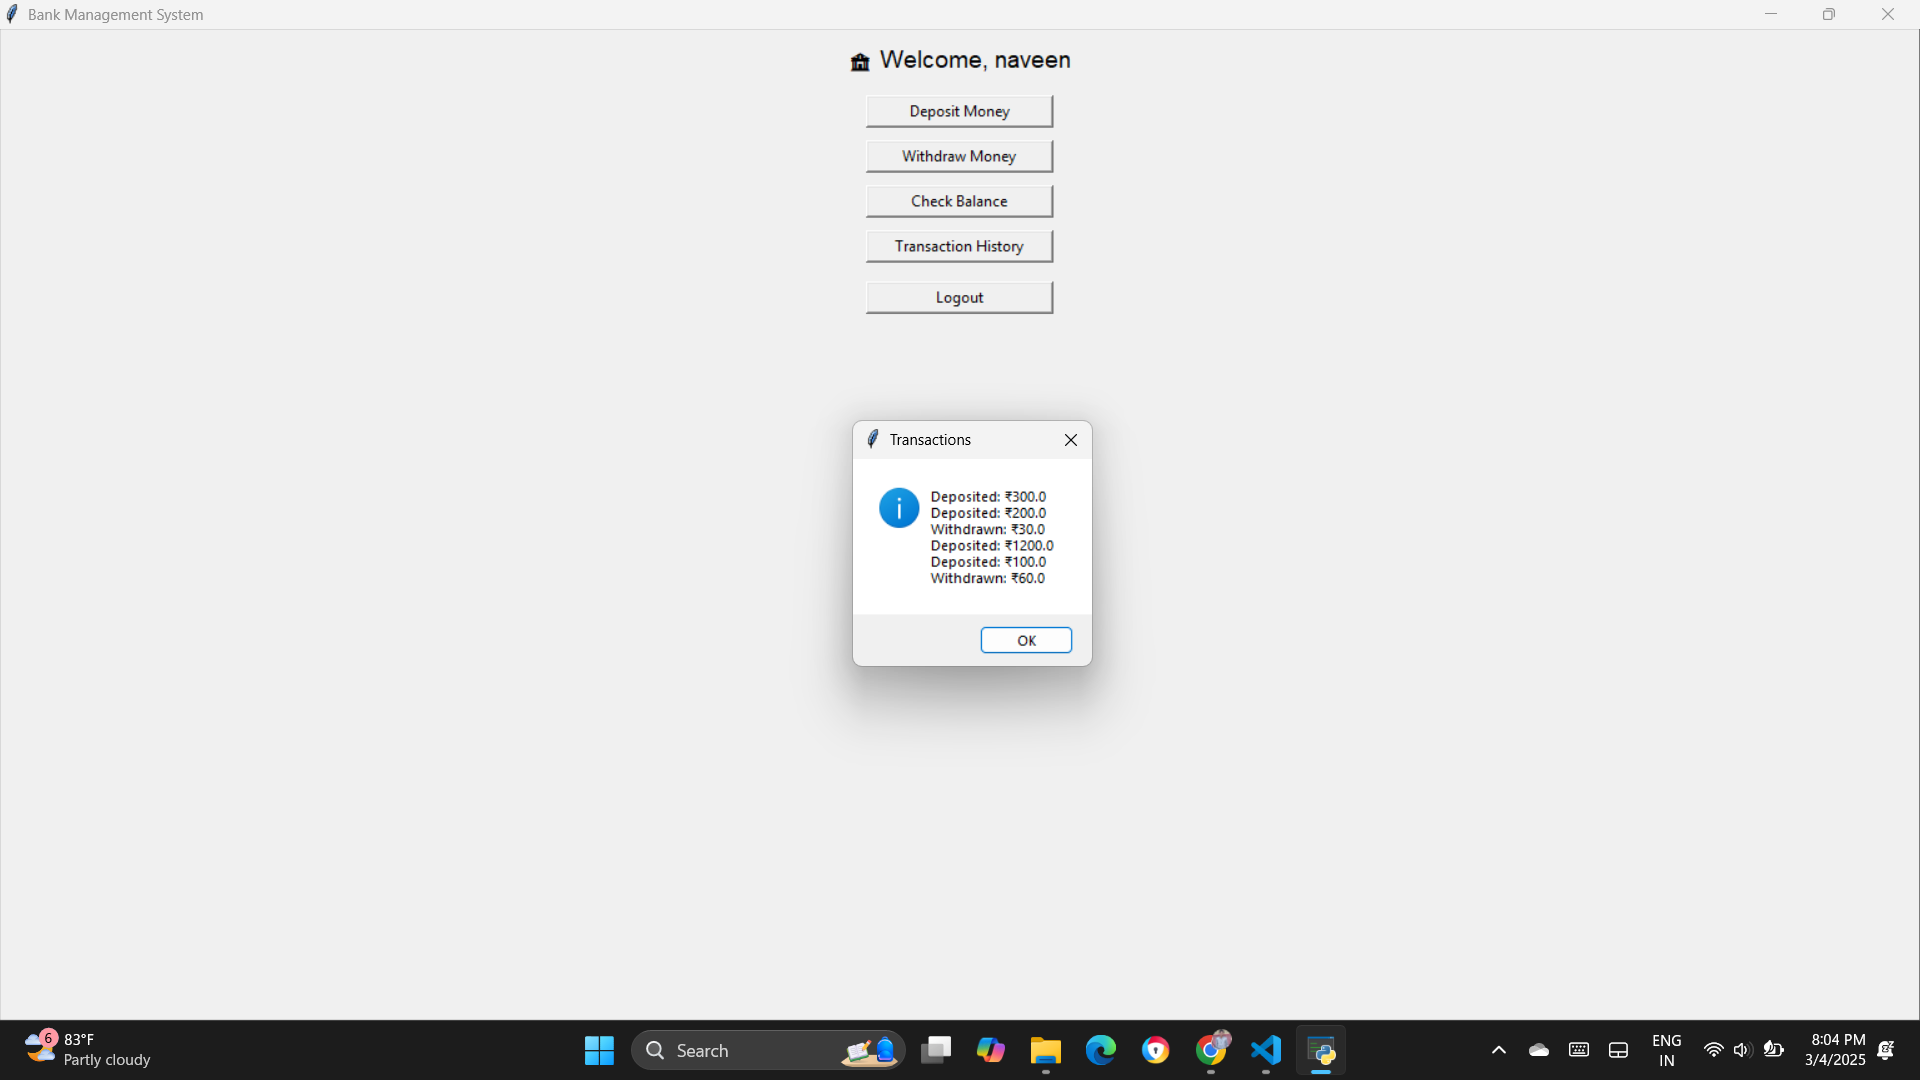 Bank Management System
Welcome, naveen
Deposit Money
Withdraw Money
Check Balance
Transaction History
Logout
Transactions
Deposited: ₹300.0
Deposited: ₹200.0
Withdrawn: ₹30.0
Deposited: ₹1200.0
Deposited: ₹100.0
Withdrawn: ₹60.0
OK
6
83°F
Partly cloudy
Search
ENG
IN
8:04 PM
3/4/2025